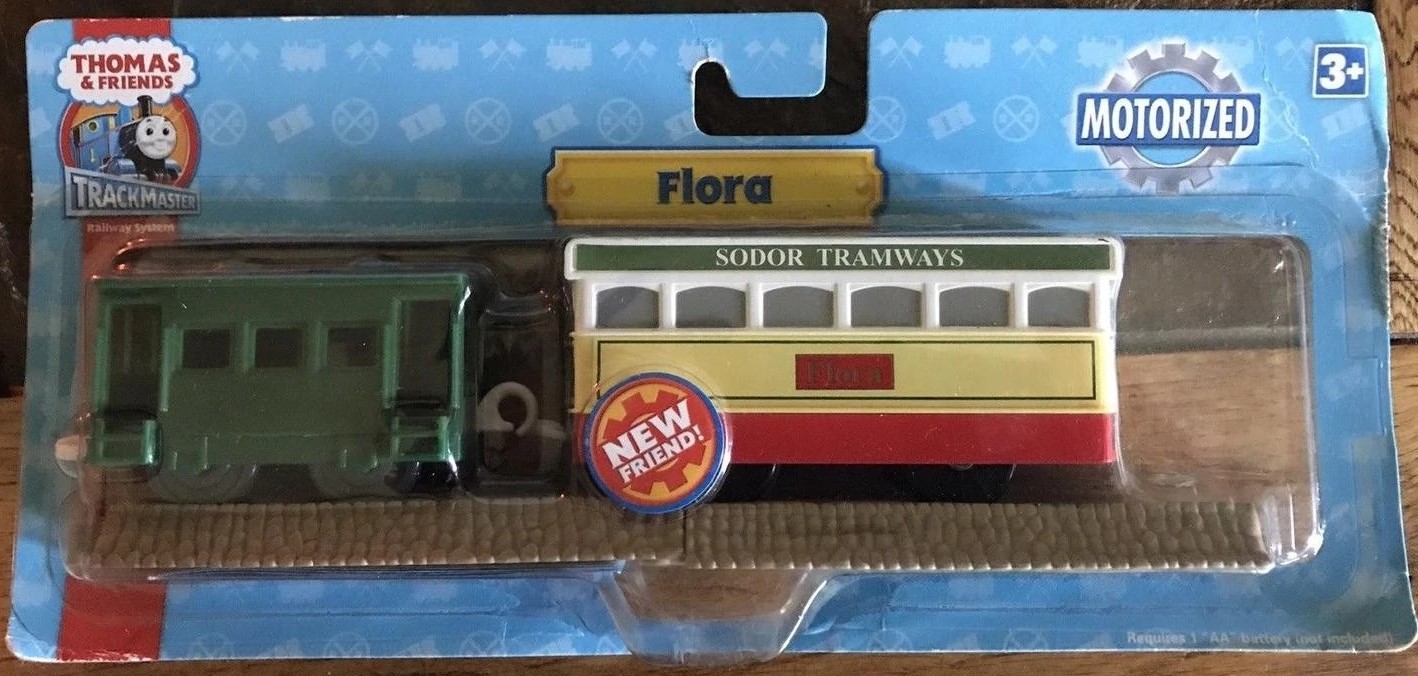 THOMAS
& FRIENDS
TRACKMASTER
Railway System
MOTORIZED
3+
Flora
SODOR TRAMWAYS
Flora
NEW
FRIEND!
Requires 1 "AA" battery (not included)